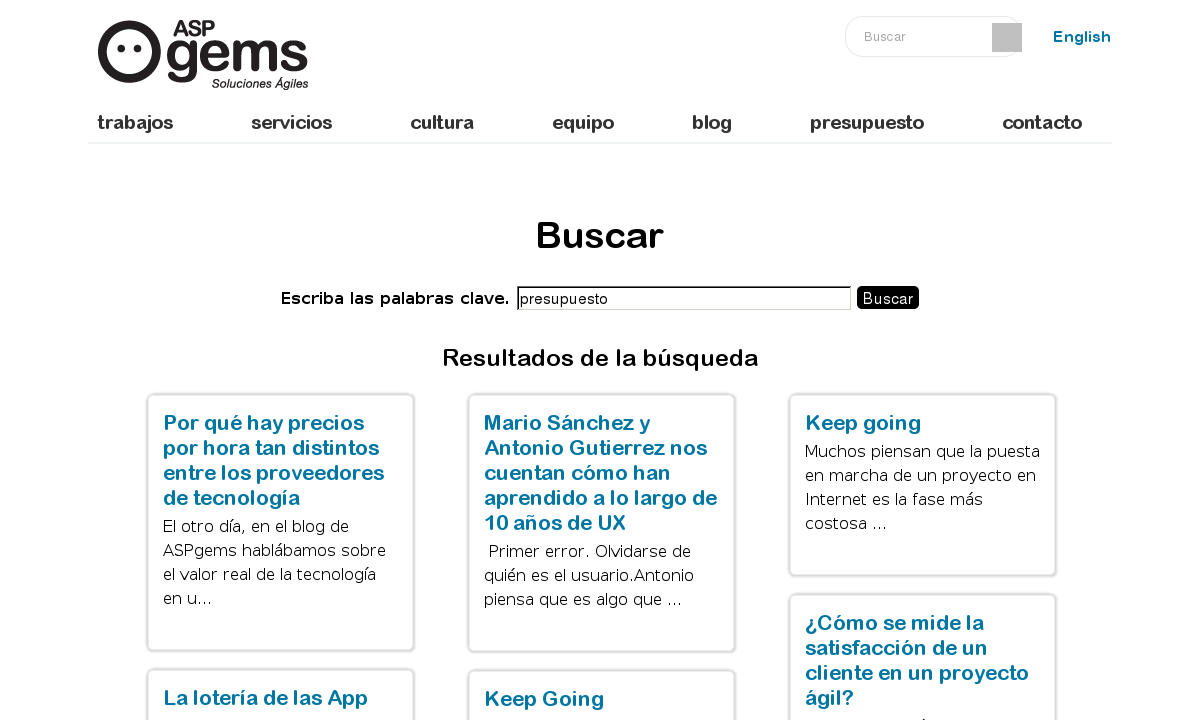 ASP
gems
Soluciones Ágiles
Buscar
English
trabajos servicios cultura equipo blog presupuesto contacto
Buscar
Escriba las palabras clave. presupuesto Buscar
Resultados de la búsqueda
Por qué hay precios
por hora tan distintos
entre los proveedores
de tecnología
El otro día, en el blog de
ASPgems hablábamos sobre
el valor real de la tecnología
en u...
La lotería de las App
Mario Sánchez y
Antonio Gutierrez nos
cuentan cómo han
aprendido a lo largo de
10 años de UX
Primer error. Olvidarse de
quién es el usuario.Antonio
piensa que es algo que ...
Keep Going
Keep going
Muchos piensan que la puesta
en marcha de un proyecto en
Internet es la fase más
costosa ...
¿Cómo se mide la
satisfacción de un
cliente en un proyecto
ágil?